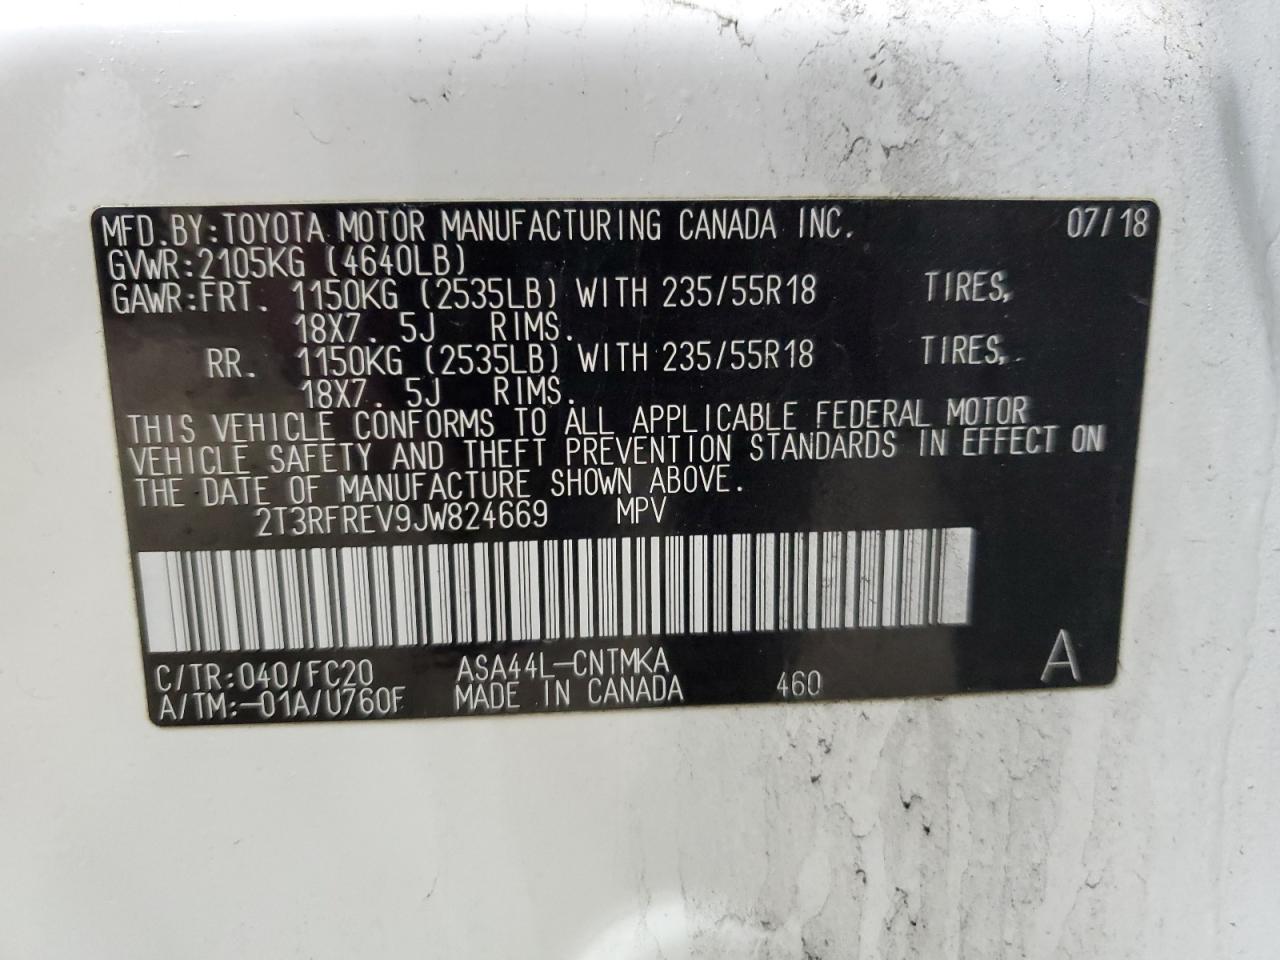 MFD.BY:TOYOTA MOTOR MANUFACTURING CANADA INC. 07/18
GVWR:2105KG (4640LB)
GAWR:FRT. 1150KG (2535LB) WITH 235/55R18 TIRES,
18X7. 5J RIMS.
RR. 1150KG (2535LB) WITH 235/55R18 TIRES,
18X7. 5J RIMS.
THIS VEHICLE CONFORMS TO ALL APPLICABLE FEDERAL MOTOR
VEHICLE SAFETY AND THEFT PREVENTION STANDARDS IN EFFECT ON
THE DATE OF MANUFACTURE SHOWN ABOVE.
2T3RFREV9JW824669 MPV
C/TR:040/FC20 ASA44L-CNTMKA A
A/TM:-01A/U760F MADE IN CANADA 460